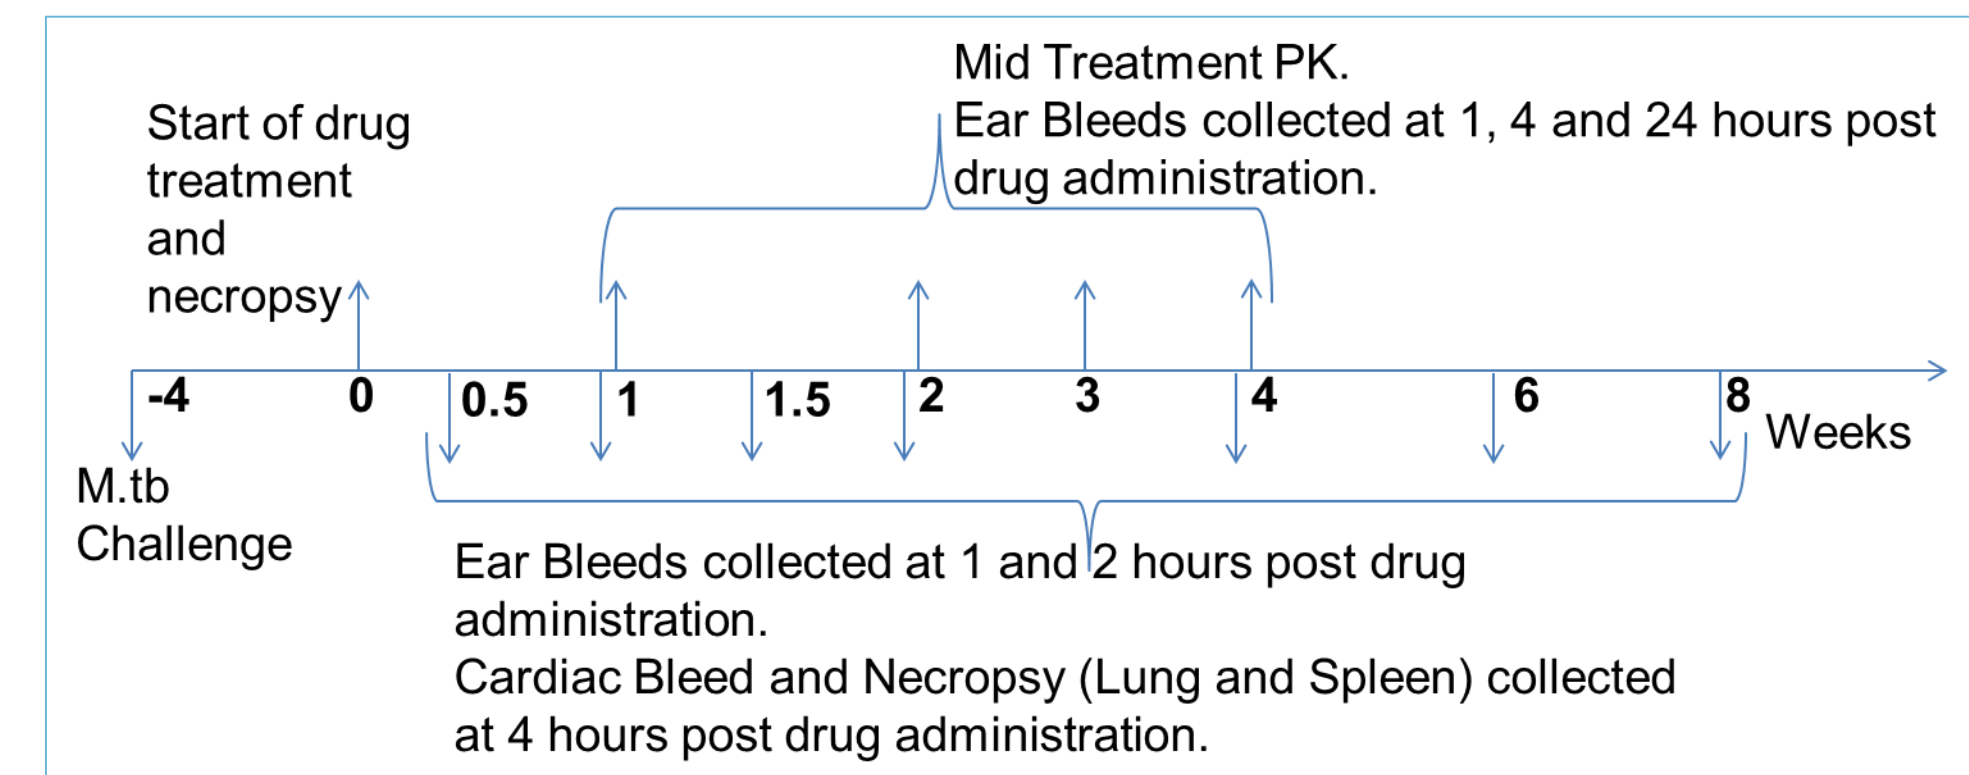 Mid Treatment PK.
Ear Bleeds collected at 1, 4 and 24 hours post
drug administration.
Start of drug
treatment
and
necropsy
-4 0 0.5 1 1.5 2 3 4 6 8
Weeks
M.tb
Challenge
Ear Bleeds collected at 1 and 2 hours post drug
administration.
Cardiac Bleed and Necropsy (Lung and Spleen) collected
at 4 hours post drug administration.